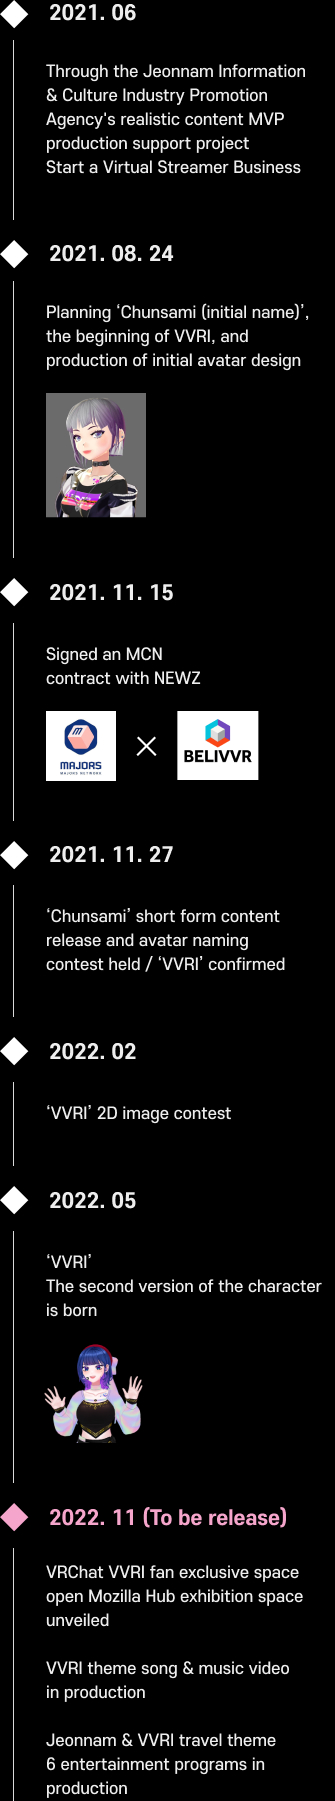 2021. 06
Through the Jeonnam Information
& Culture Industry Promotion
Agency's realistic content MVP
production support project
Start a Virtual Streamer Business
2021. 08. 24
Planning ‘Chunsami (initial name)’,
the beginning of VVRI, and
production of initial avatar design
2021. 11. 15
Signed an MCN
contract with NEWZ
M
MAJORS
MAJORS NETWORK
BELIVVR
2021. 11. 27
‘Chunsami’ short form content
release and avatar naming
contest held / ‘VVRI’ confirmed
2022. 02
‘VVRI’ 2D image contest
2022. 05
‘VVRI’
The second version of the character
is born
2022. 11 (To be release)
VRChat VVRI fan exclusive space
open Mozilla Hub exhibition space
unveiled
VVRI theme song & music video
in production
Jeonnam & VVRI travel theme
6 entertainment programs in
production